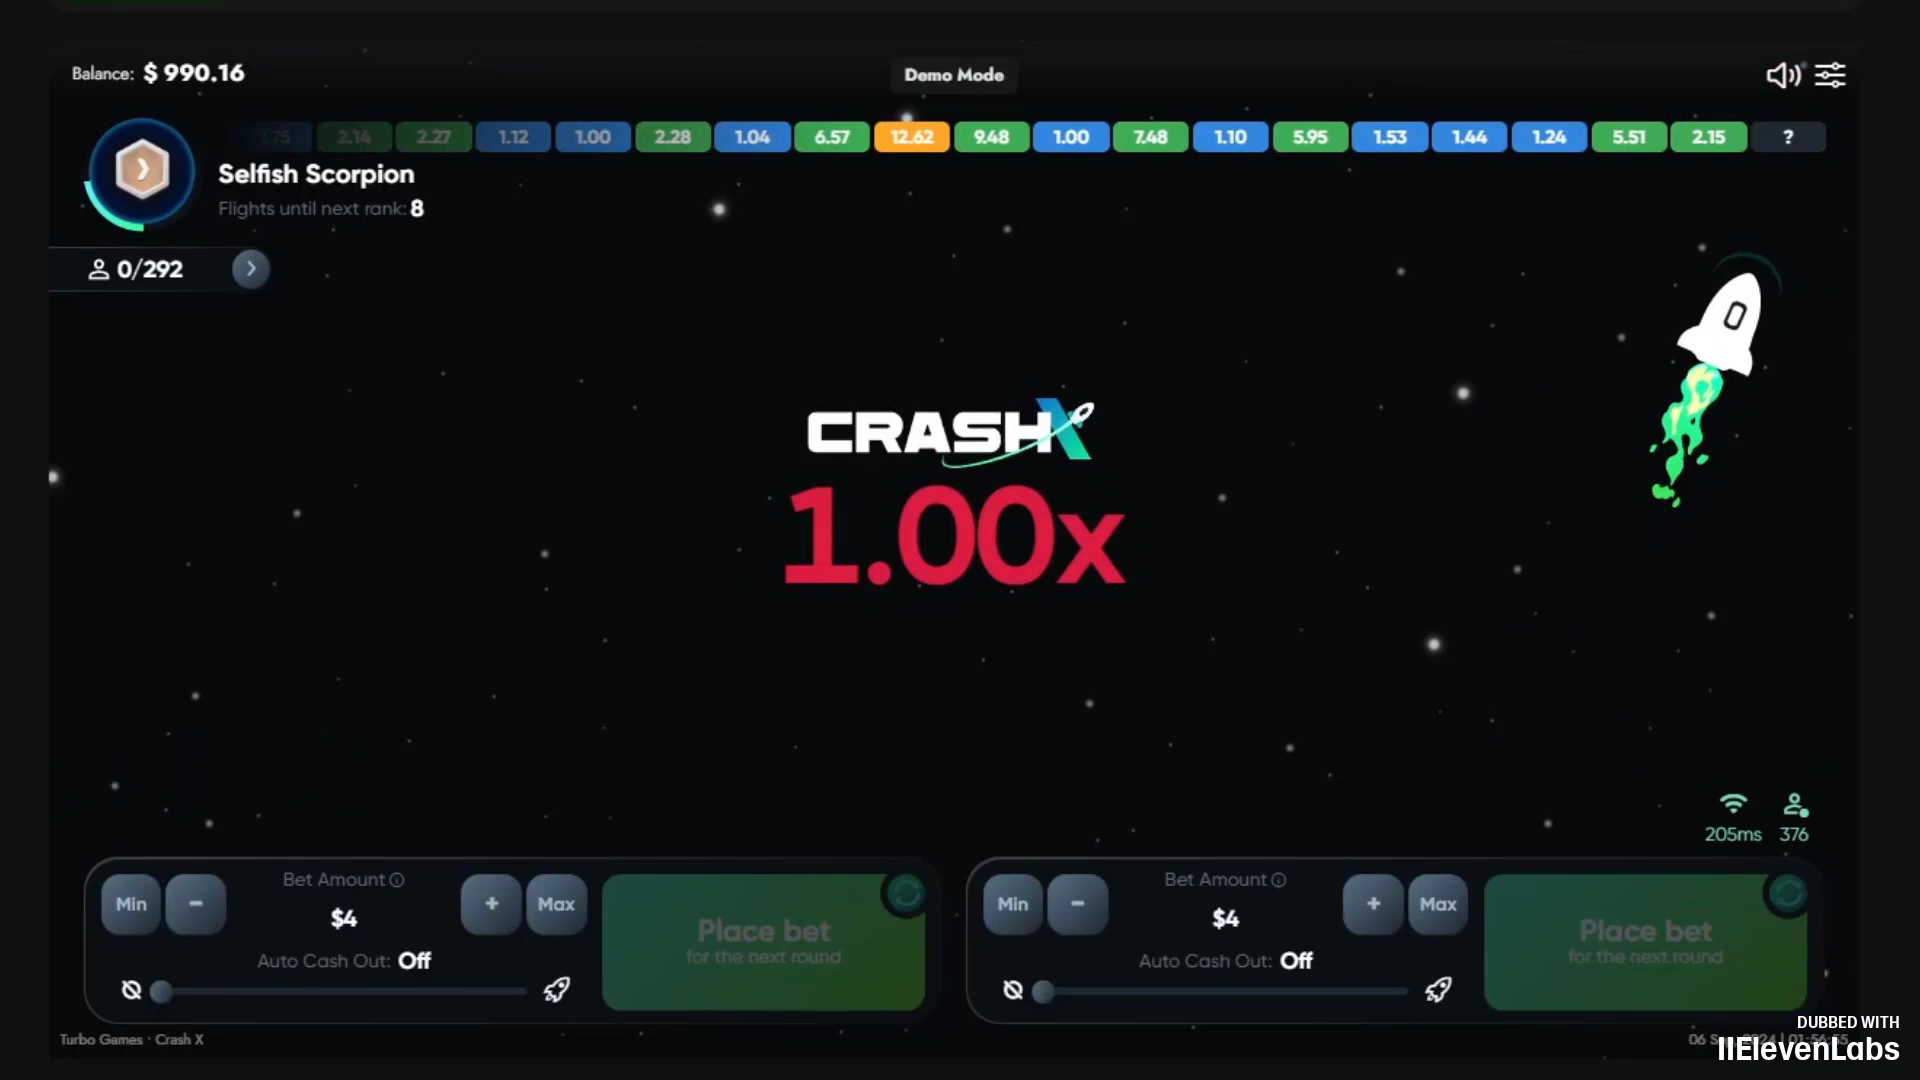 Balance: $ 990.16
Demo Mode
1.75 2.14 2.27 1.12 1.00 2.28 1.04 6.57 12.62 9.48 1.00 7.48 1.10 5.95 1.53 1.44 1.24 5.51 2.15 ?
Selfish Scorpion
Flights until next rank: 8
0/292
CRASHX
1.00x
205ms 376
Min - Bet Amount $4 + Max
Auto Cash Out: Off
Place bet
for the next round
Min - Bet Amount $4 + Max
Auto Cash Out: Off
Place bet
for the next round
Turbo Games · Crash X
DUBBED WITH
IIElevenLabs